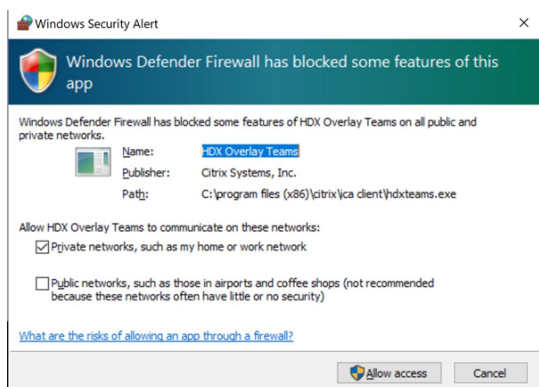 Windows Security Alert
Windows Defender Firewall has blocked some features of this
app
Windows Defender Firewall has blocked some features of HDX Overlay Teams on all public and
private networks.
Name: HDX Overlay Teams
Publisher: Citrix Systems, Inc.
Path: C:\program files (x86)\citrix\ica client\hdxteams.exe
Allow HDX Overlay Teams to communicate on these networks:
Private networks, such as my home or work network
Public networks, such as those in airports and coffee shops (not recommended
because these networks often have little or no security)
What are the risks of allowing an app through a firewall?
Allow access Cancel